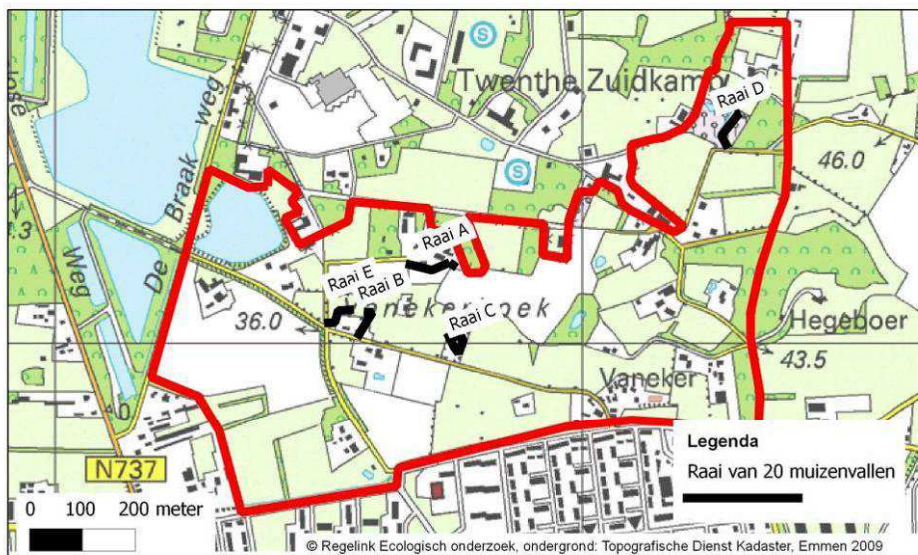 S
Twenthe Zuidkamp
Raai D
weg
46.0
S
Braak
Raai A
Weg
De
Raai E
Raai B
36.0
Raai C
Hegeboer
43.5
Vaneker
Legenda
Raai van 20 muizenvallen
N737
0 100 200 meter
© Regelink Ecologisch onderzoek, ondergrond: Topografische Dienst Kadaster, Emmen 2009